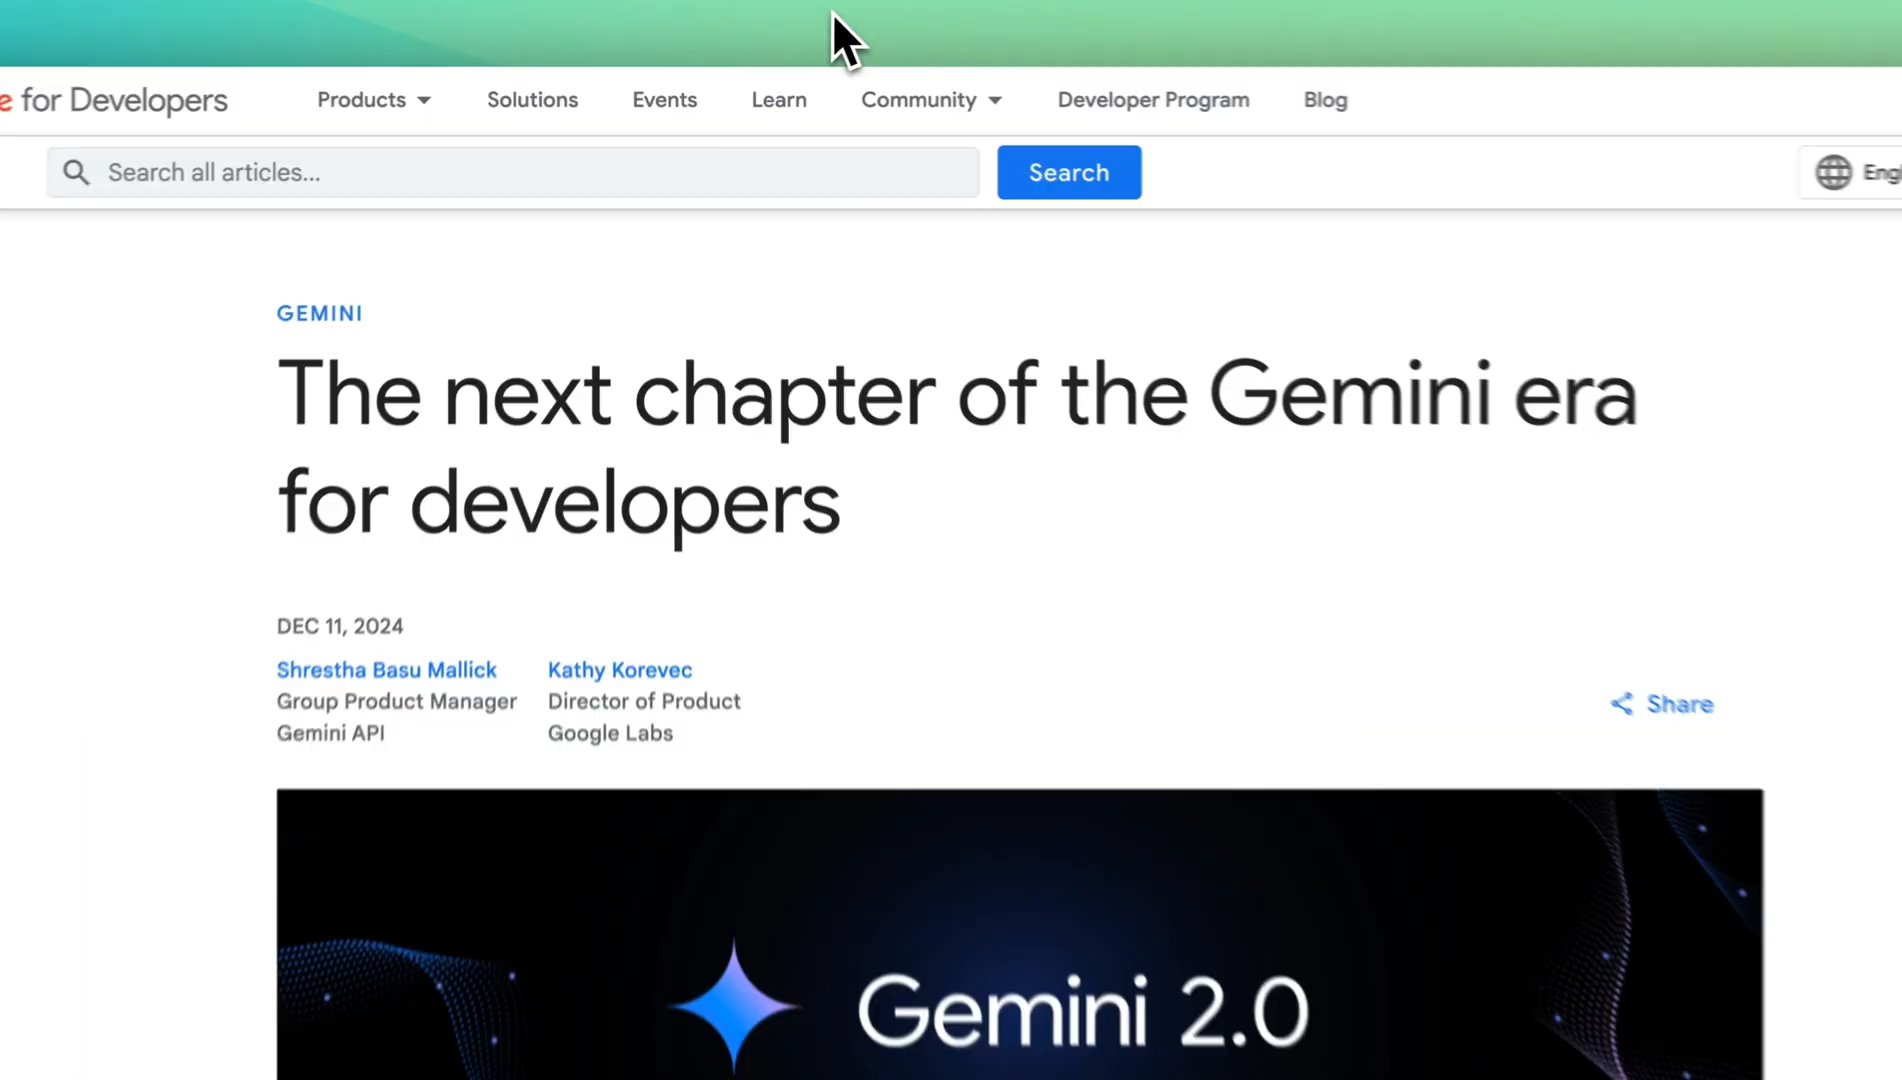 for Developers
Products
Solutions
Events
Learn
Community
Developer Program
Blog
Search all articles...
Search
GEMINI
The next chapter of the Gemini era
for developers
DEC 11, 2024
Shrestha Basu Mallick
Group Product Manager
Gemini API
Kathy Korevec
Director of Product
Google Labs
Share
Gemini 2.0